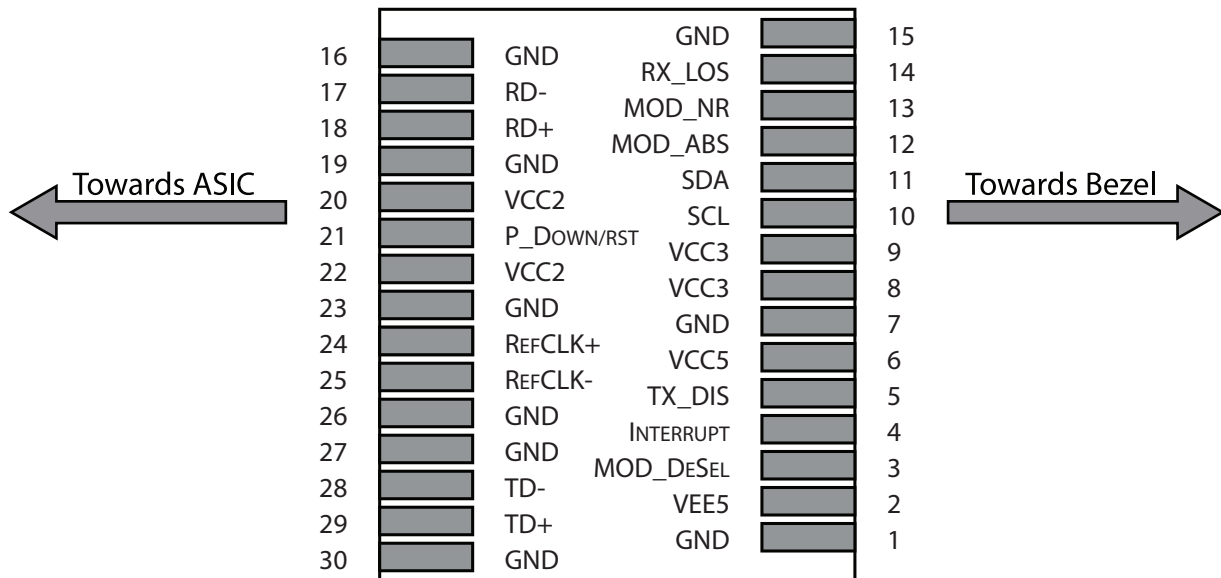 GND 15
16 GND
RX_LOS 14
17 RD-
MOD_NR 13
18 RD+
MOD_ABS 12
19 GND
SDA 11
Towards ASIC
Towards Bezel
20 VCC2
SCL 10
21 P_DOWN/RST
VCC3 9
22 VCC2
VCC3 8
23 GND
GND 7
24 REFCLK+
VCC5 6
25 REFCLK-
TX_DIS 5
26 GND
INTERRUPT 4
27 GND
MOD_DESEL 3
28 TD-
VEE5 2
29 TD+
GND 1
30 GND